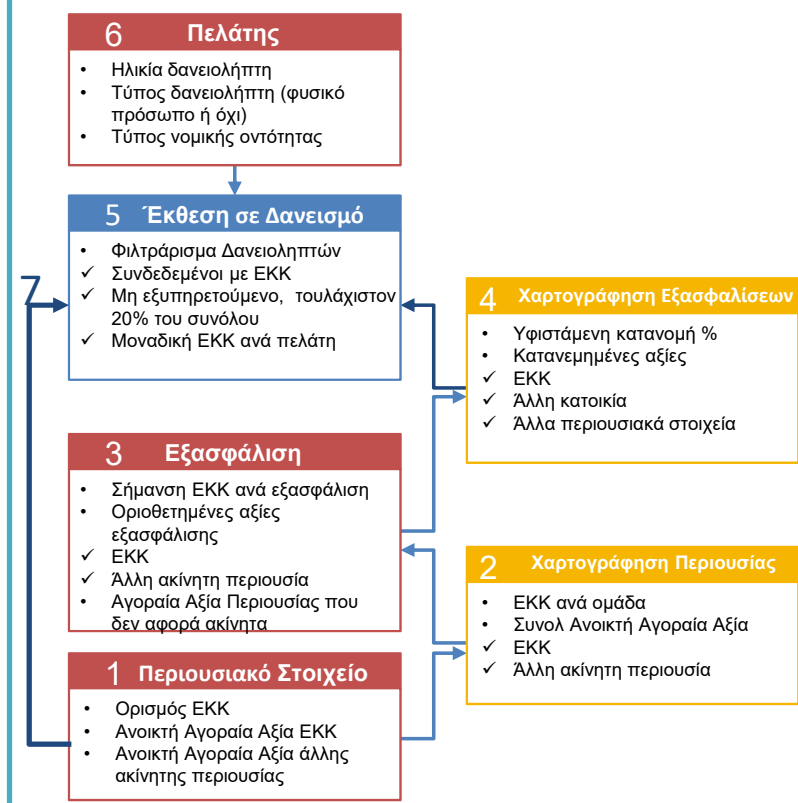 6 Πελάτης
• Ηλικία δανειολήπτη
• Τύπος δανειολήπτη (φυσικό
πρόσωπο ή όχι)
• Τύπος νομικής οντότητας
5 Έκθεση σε Δανεισμό
• Φιλτράρισμα Δανειοληπτών
✓ Συνδεδεμένοι με ΕΚΚ
✓ Μη εξυπηρετούμενο, τουλάχιστον
20% του συνόλου
✓ Μοναδική ΕΚΚ ανά πελάτη
7
4 Χαρτογράφηση Εξασφαλίσεων
• Υφιστάμενη κατανομή %
• Κατανεμημένες αξίες
✓ ΕΚΚ
✓ Άλλη κατοικία
✓ Άλλα περιουσιακά στοιχεία
3 Εξασφάλιση
• Σήμανση ΕΚΚ ανά εξασφάλιση
• Οριοθετημένες αξίες
εξασφάλισης
✓ ΕΚΚ
✓ Άλλη ακίνητη περιουσία
• Αγοραία Αξία Περιουσίας που
δεν αφορά ακίνητα
2 Χαρτογράφηση Περιουσίας
• ΕΚΚ ανά ομάδα
• Συνολ Ανοικτή Αγοραία Αξία
✓ ΕΚΚ
✓ Άλλη ακίνητη περιουσία
1 Περιουσιακό Στοιχείο
• Ορισμός ΕΚΚ
• Ανοικτή Αγοραία Αξία ΕΚΚ
• Ανοικτή Αγοραία Αξία άλλης
ακίνητης περιουσίας